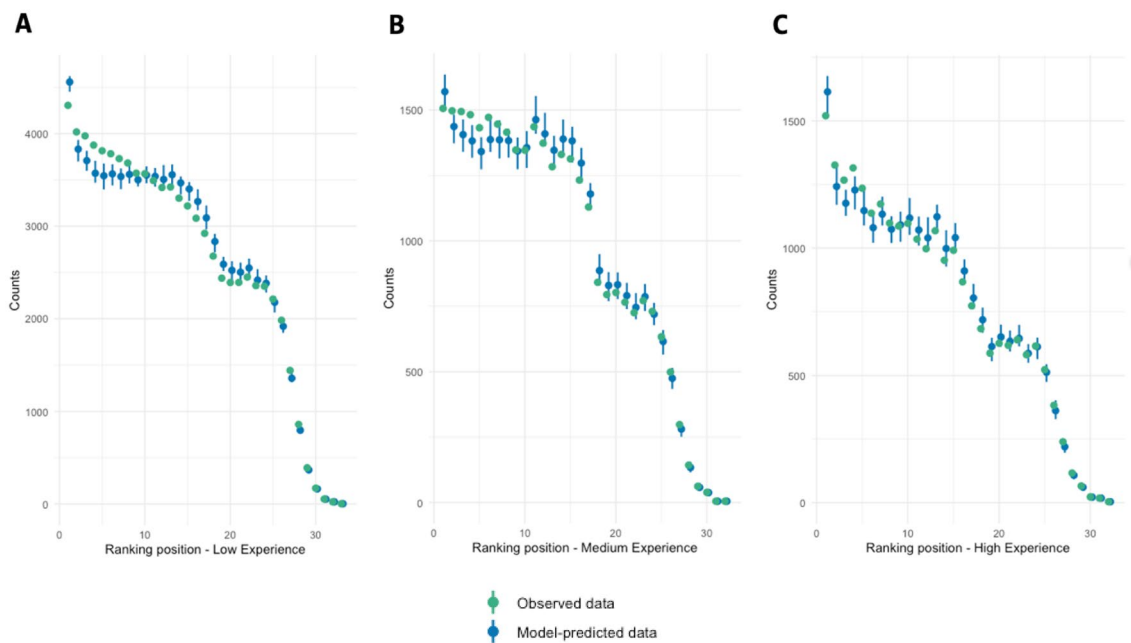 A
B
C
Counts
4000
3000
2000
1000
0
0
10
20
30
Ranking position - Low Experience
Counts
1500
1000
500
0
0
10
20
30
Ranking position - Medium Experience
Counts
1500
1000
500
0
0
10
20
30
Ranking position - High Experience
Observed data
Model-predicted data